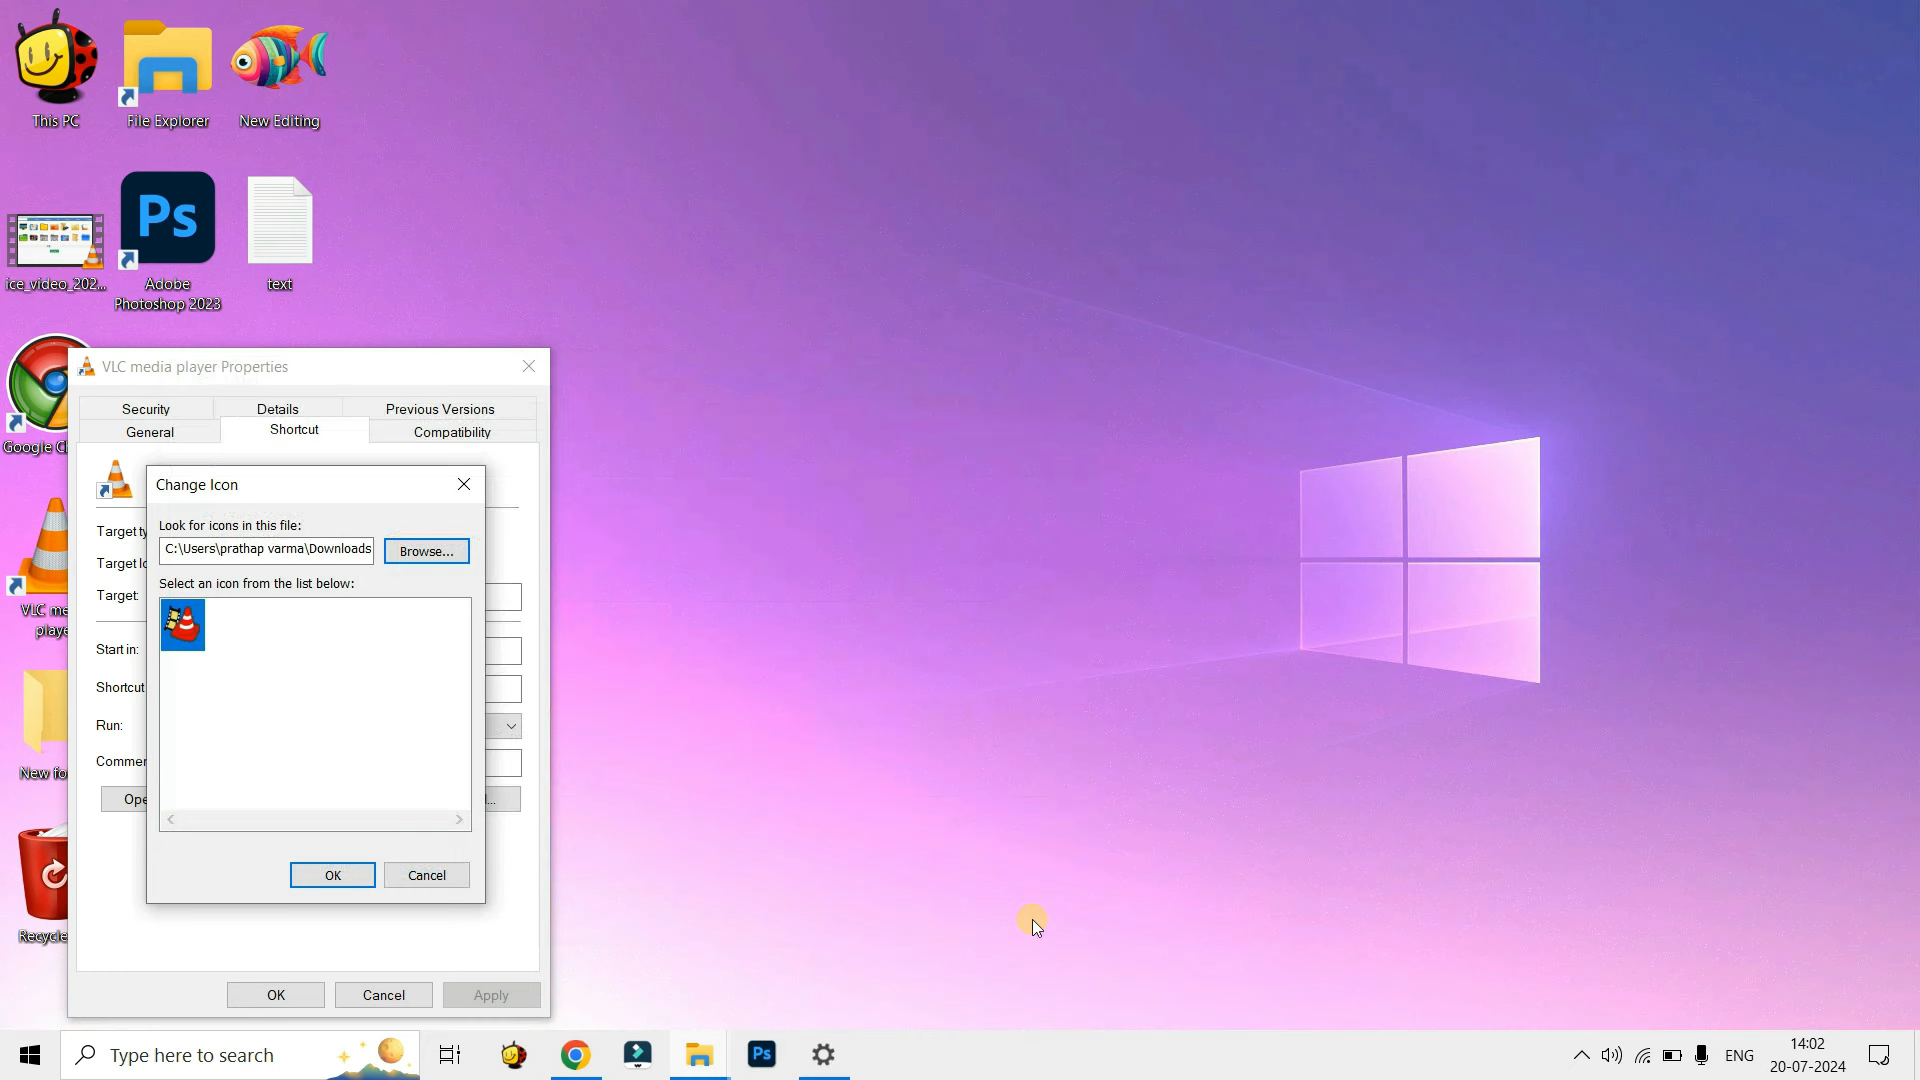 This PC
File Explorer
New Editing
ice_video_202...
Ps
Adobe
Photoshop 2023
text
Google C
VLC me
playe
New fo
Recycle
VLC media player Properties
Security
Details
Previous Versions
General
Shortcut
Compatibility
Target ty
Target lo
Target:
Start in:
Shortcut
Run:
Commen
Ope
...
Change Icon
Look for icons in this file:
C:\Users\prathap varma\Downloads
Browse...
Select an icon from the list below:
OK
Cancel
OK
Cancel
Apply
Type here to search
Ps
ENG
14:02
20-07-2024